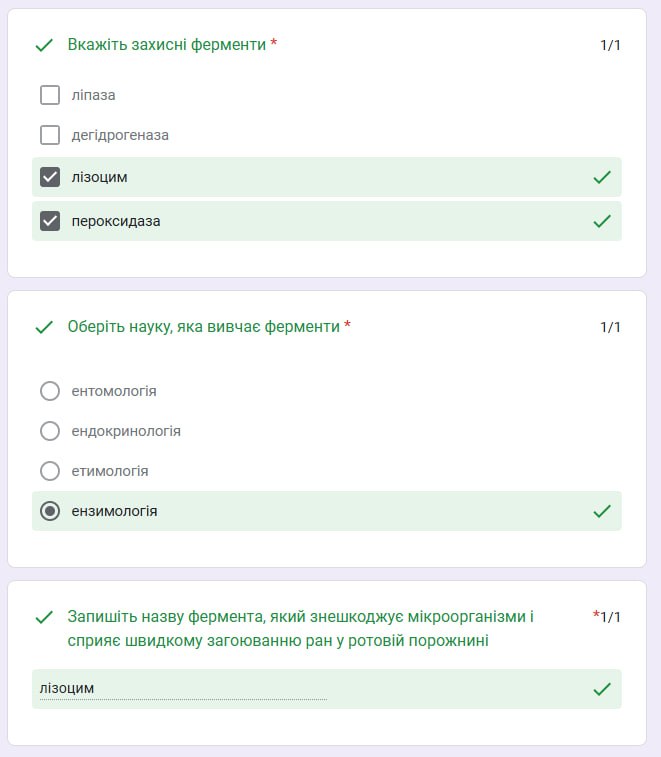 Вкажіть захисні ферменти *
1/1
ліпаза
дегідрогеназа
лізоцим
пероксидаза
Оберіть науку, яка вивчає ферменти *
1/1
ентомологія
ендокринологія
етимологія
ензимологія
Запишіть назву фермента, який знешкоджує мікроорганізми і
*1/1
сприяє швидкому загоюванню ран у ротовій порожнині
лізоцим